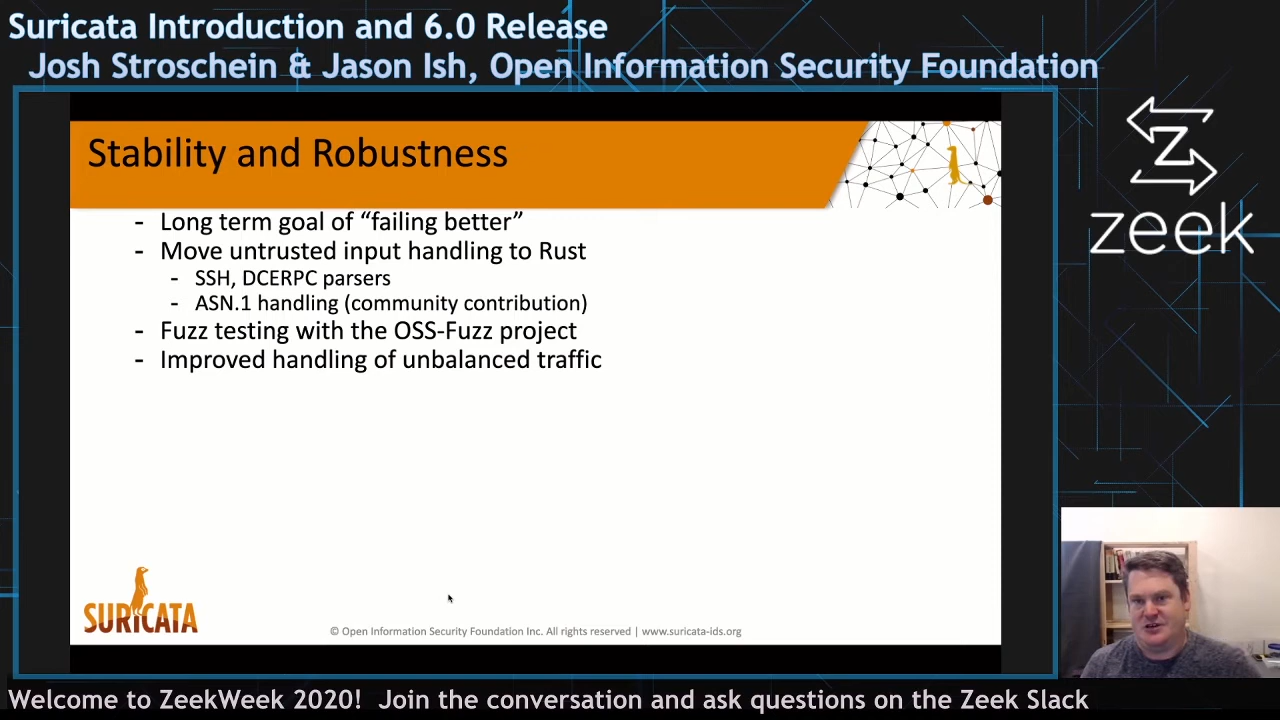 Suricata Introduction and 6.0 Release
Josh Stroschein & Jason Ish, Open Information Security Foundation
Stability and Robustness
- Long term goal of “failing better”
- Move untrusted input handling to Rust
- SSH, DCERPC parsers
- ASN.1 handling (community contribution)
- Fuzz testing with the OSS-Fuzz project
- Improved handling of unbalanced traffic
Z
zeek
SURICATA
© Open Information Security Foundation Inc. All rights reserved | www.suricata-ids.org
Welcome to ZeekWeek 2020! Join the conversation and ask questions on the Zeek Slack